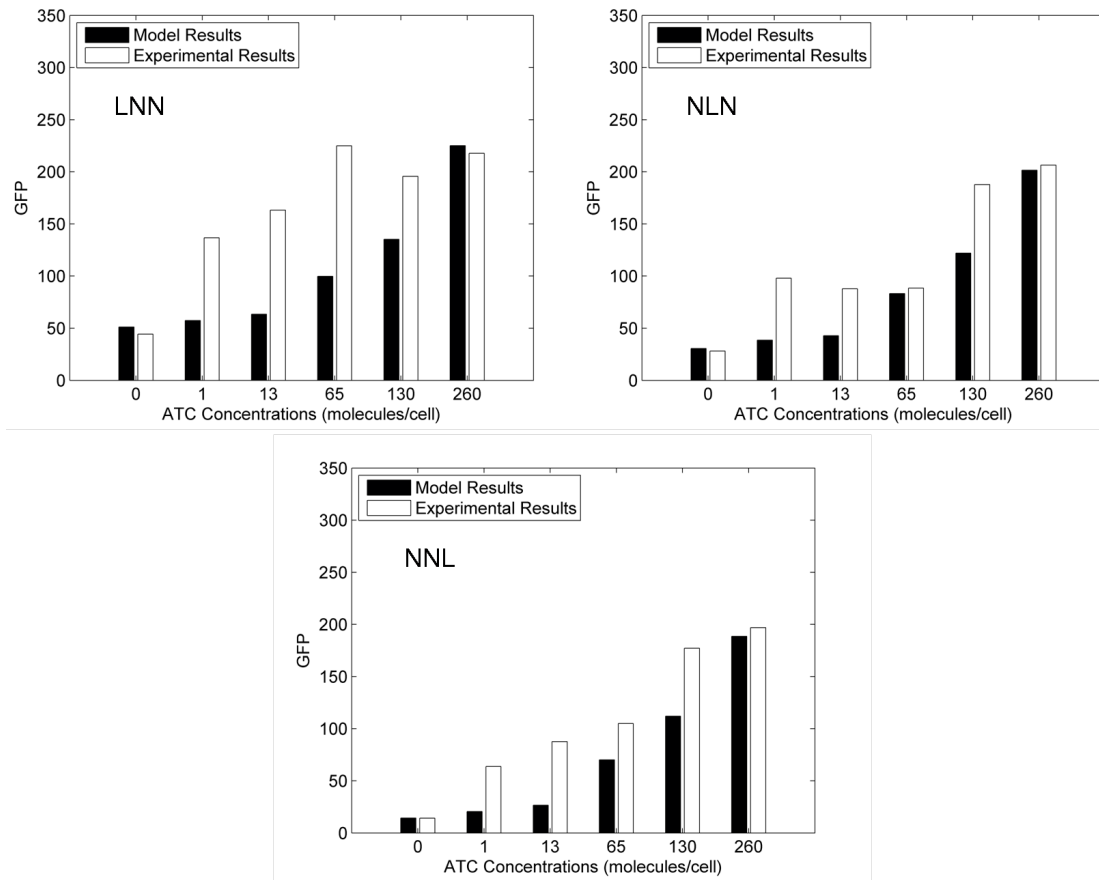 350
300
250
200
150
100
50
0
GFP
Model Results
Experimental Results
LNN
0 1 13 65 130 260
ATC Concentrations (molecules/cell)
350
300
250
200
150
100
50
0
GFP
Model Results
Experimental Results
NLN
0 1 13 65 130 260
ATC Concentrations (molecules/cell)
350
300
250
200
150
100
50
0
GFP
Model Results
Experimental Results
NNL
0 1 13 65 130 260
ATC Concentrations (molecules/cell)